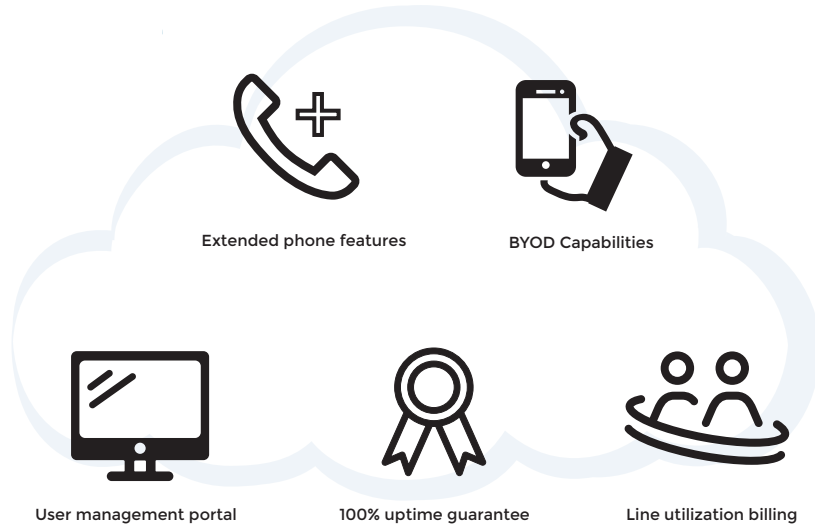 Extended phone features
BYOD Capabilities
User management portal
100% uptime guarantee
Line utilization billing